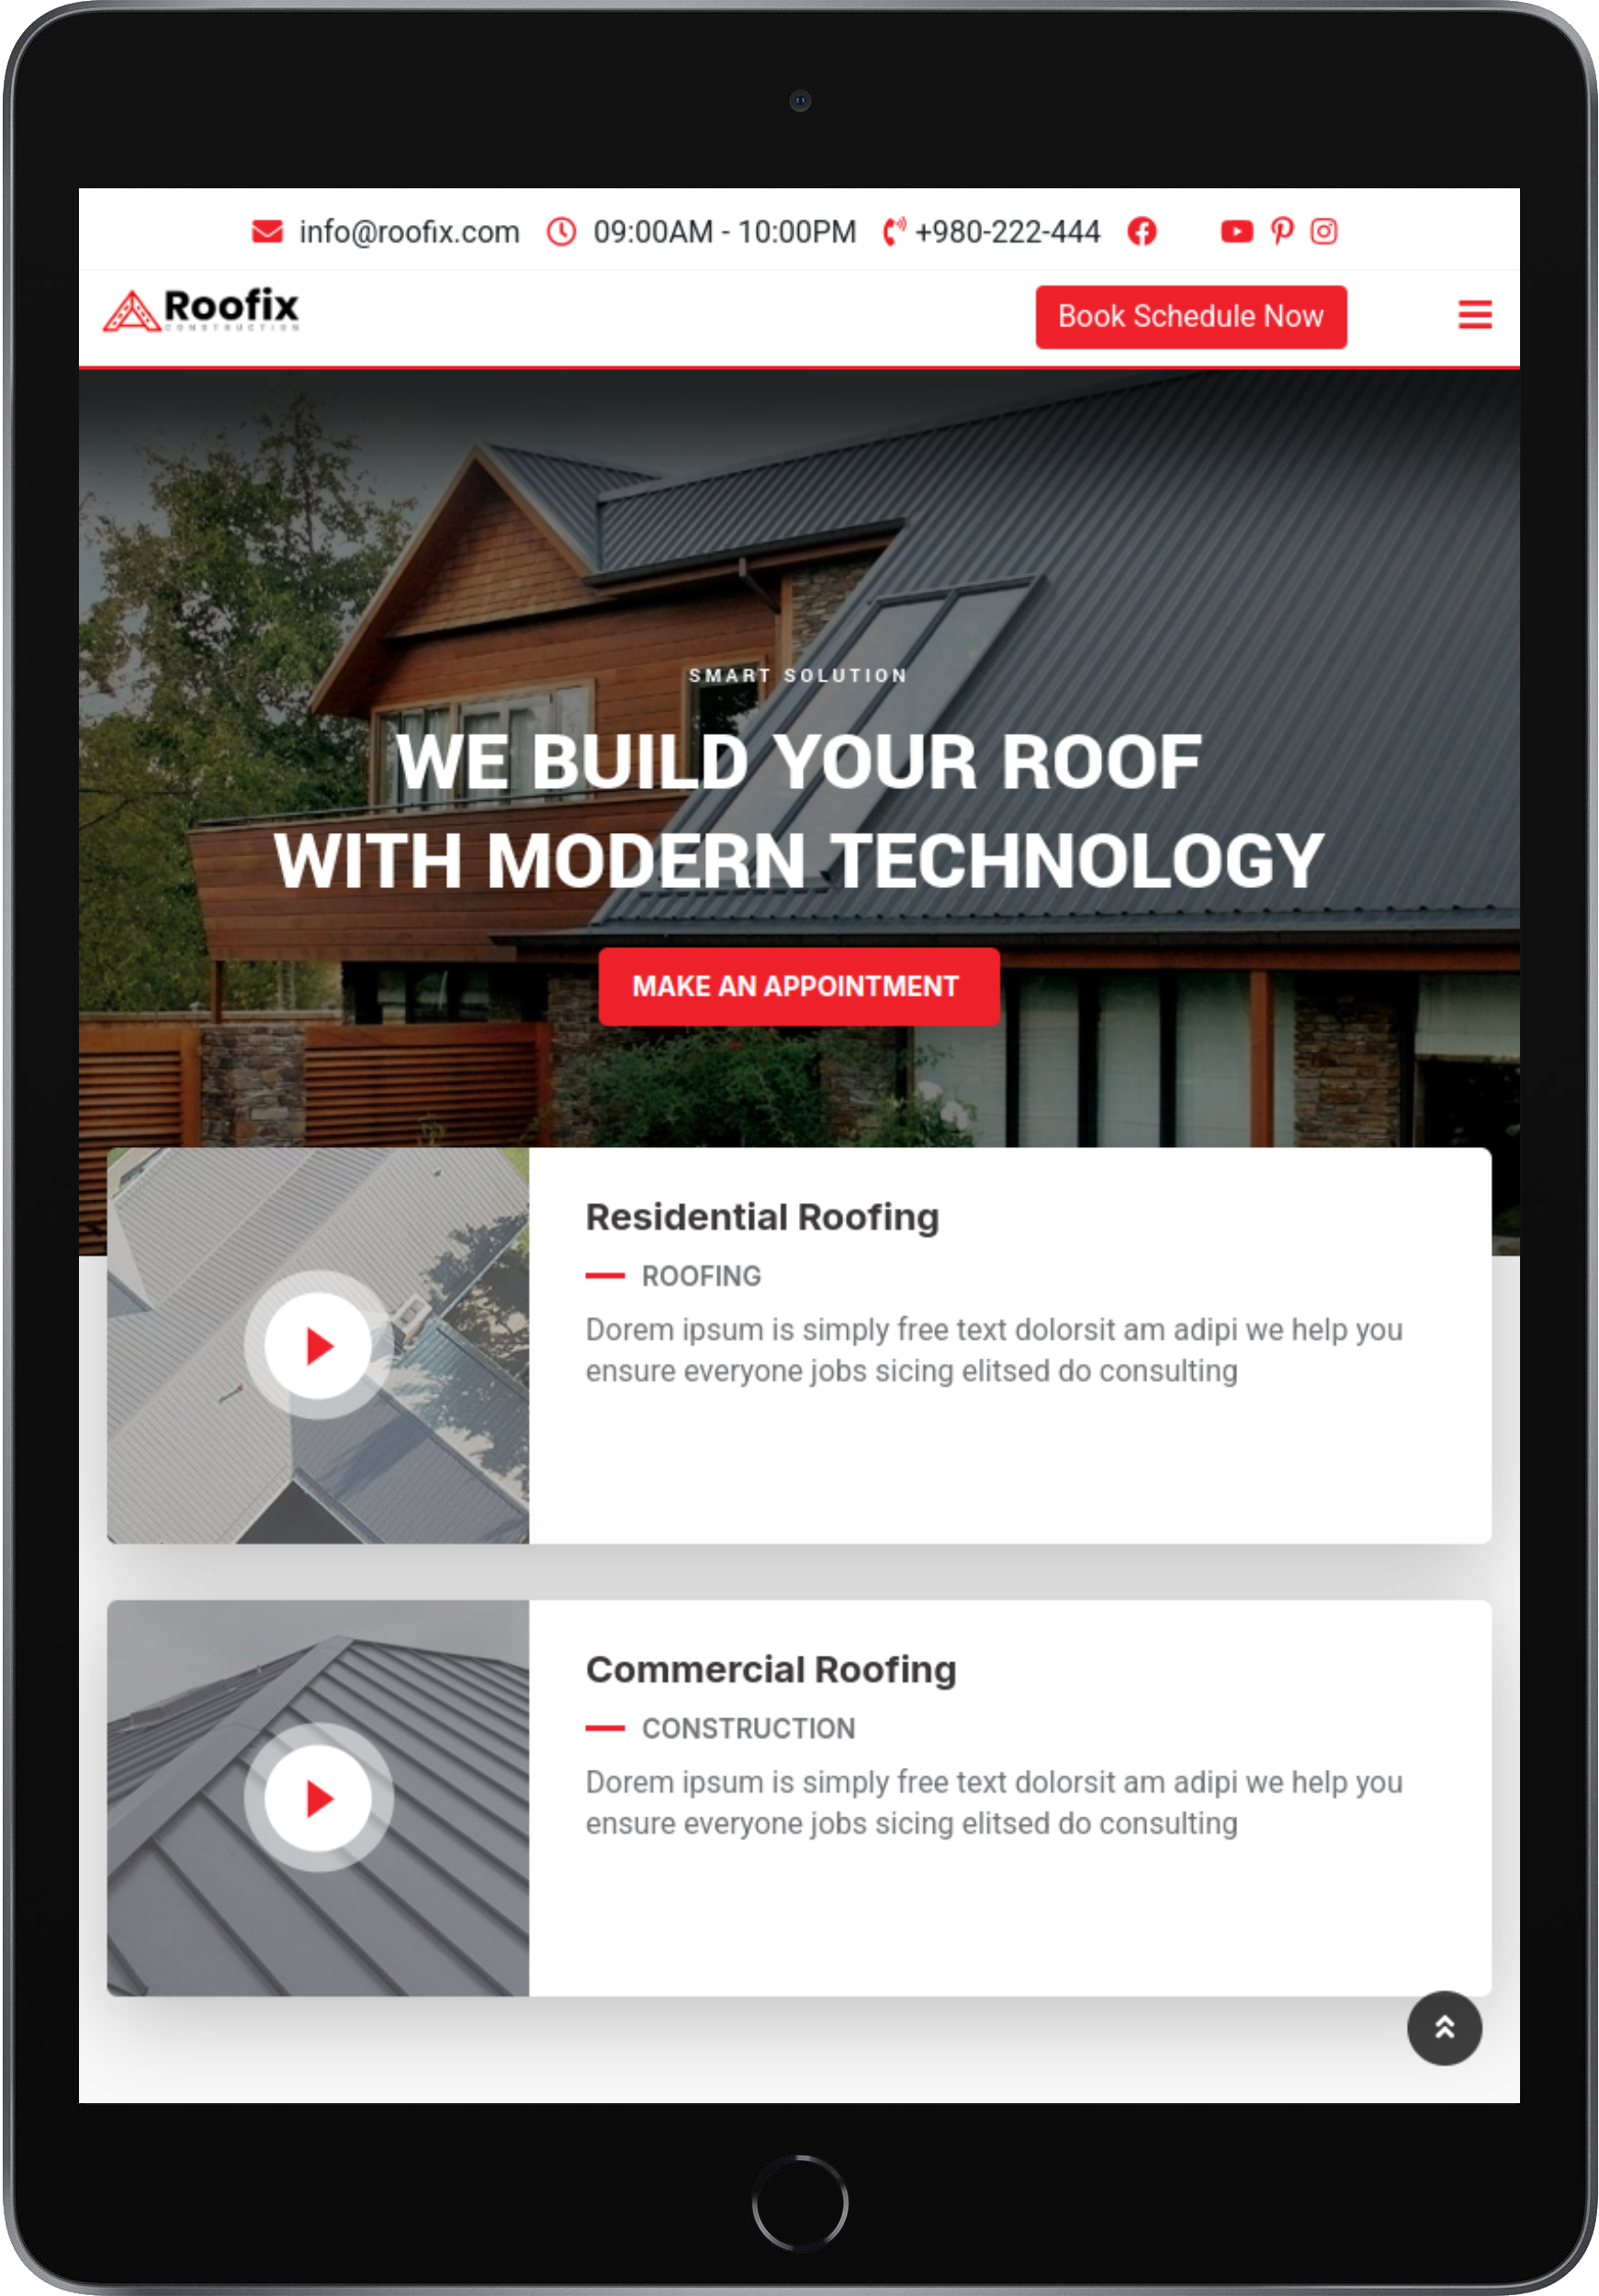 info@roofix.com 09:00AM - 10:00PM +980-222-444
Roofix
CONSTRUCTION
Book Schedule Now
SMART SOLUTION
WE BUILD YOUR ROOF
WITH MODERN TECHNOLOGY
MAKE AN APPOINTMENT
Residential Roofing
ROOFING
Dorem ipsum is simply free text dolorsit am adipi we help you
ensure everyone jobs sicing elitsed do consulting
Commercial Roofing
CONSTRUCTION
Dorem ipsum is simply free text dolorsit am adipi we help you
ensure everyone jobs sicing elitsed do consulting